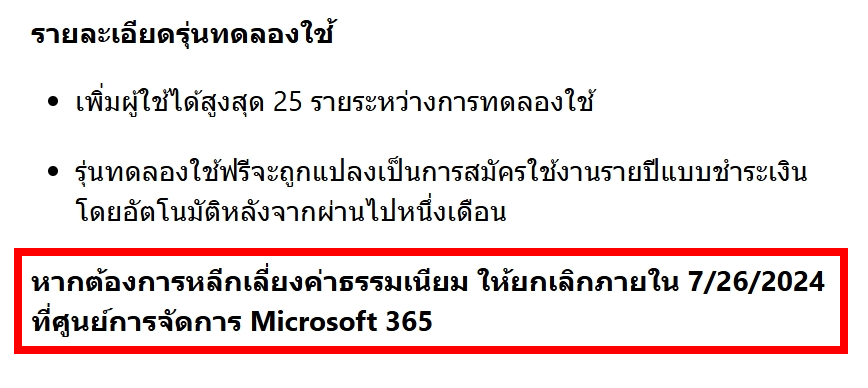 รายละเอียดรุ่นทดลองใช้
• เพิ่มผู้ใช้ได้สูงสุด 25 รายระหว่างการทดลองใช้
• รุ่นทดลองใช้ฟรีจะถูกแปลงเป็นการสมัครใช้งานรายปีแบบชำระเงิน
โดยอัตโนมัติหลังจากผ่านไปหนึ่งเดือน
หากต้องการหลีกเลี่ยงค่าธรรมเนียม ให้ยกเลิกภายใน 7/26/2024
ที่ศูนย์การจัดการ Microsoft 365